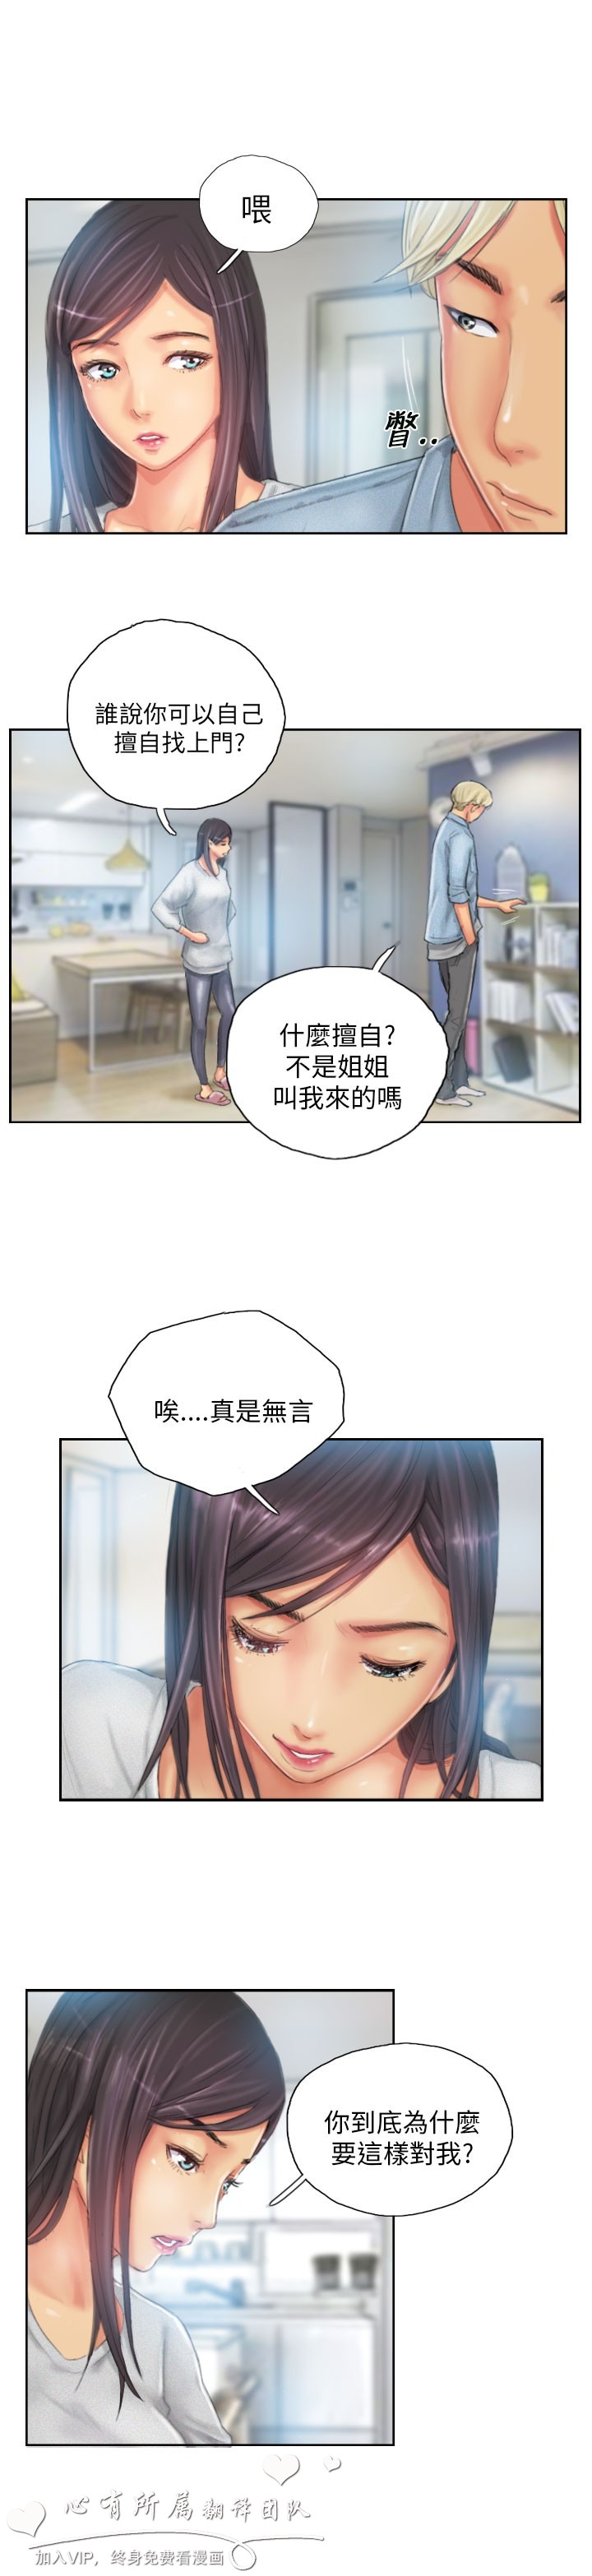 喂
瞥..
誰說你可以自己
擅自找上門?
什麼擅自?
不是姐姐
叫我來的嗎
唉....真是無言
你到底為什麼
要這樣對我?
心有所属翻译团队
加入VIP，终身免费看漫画